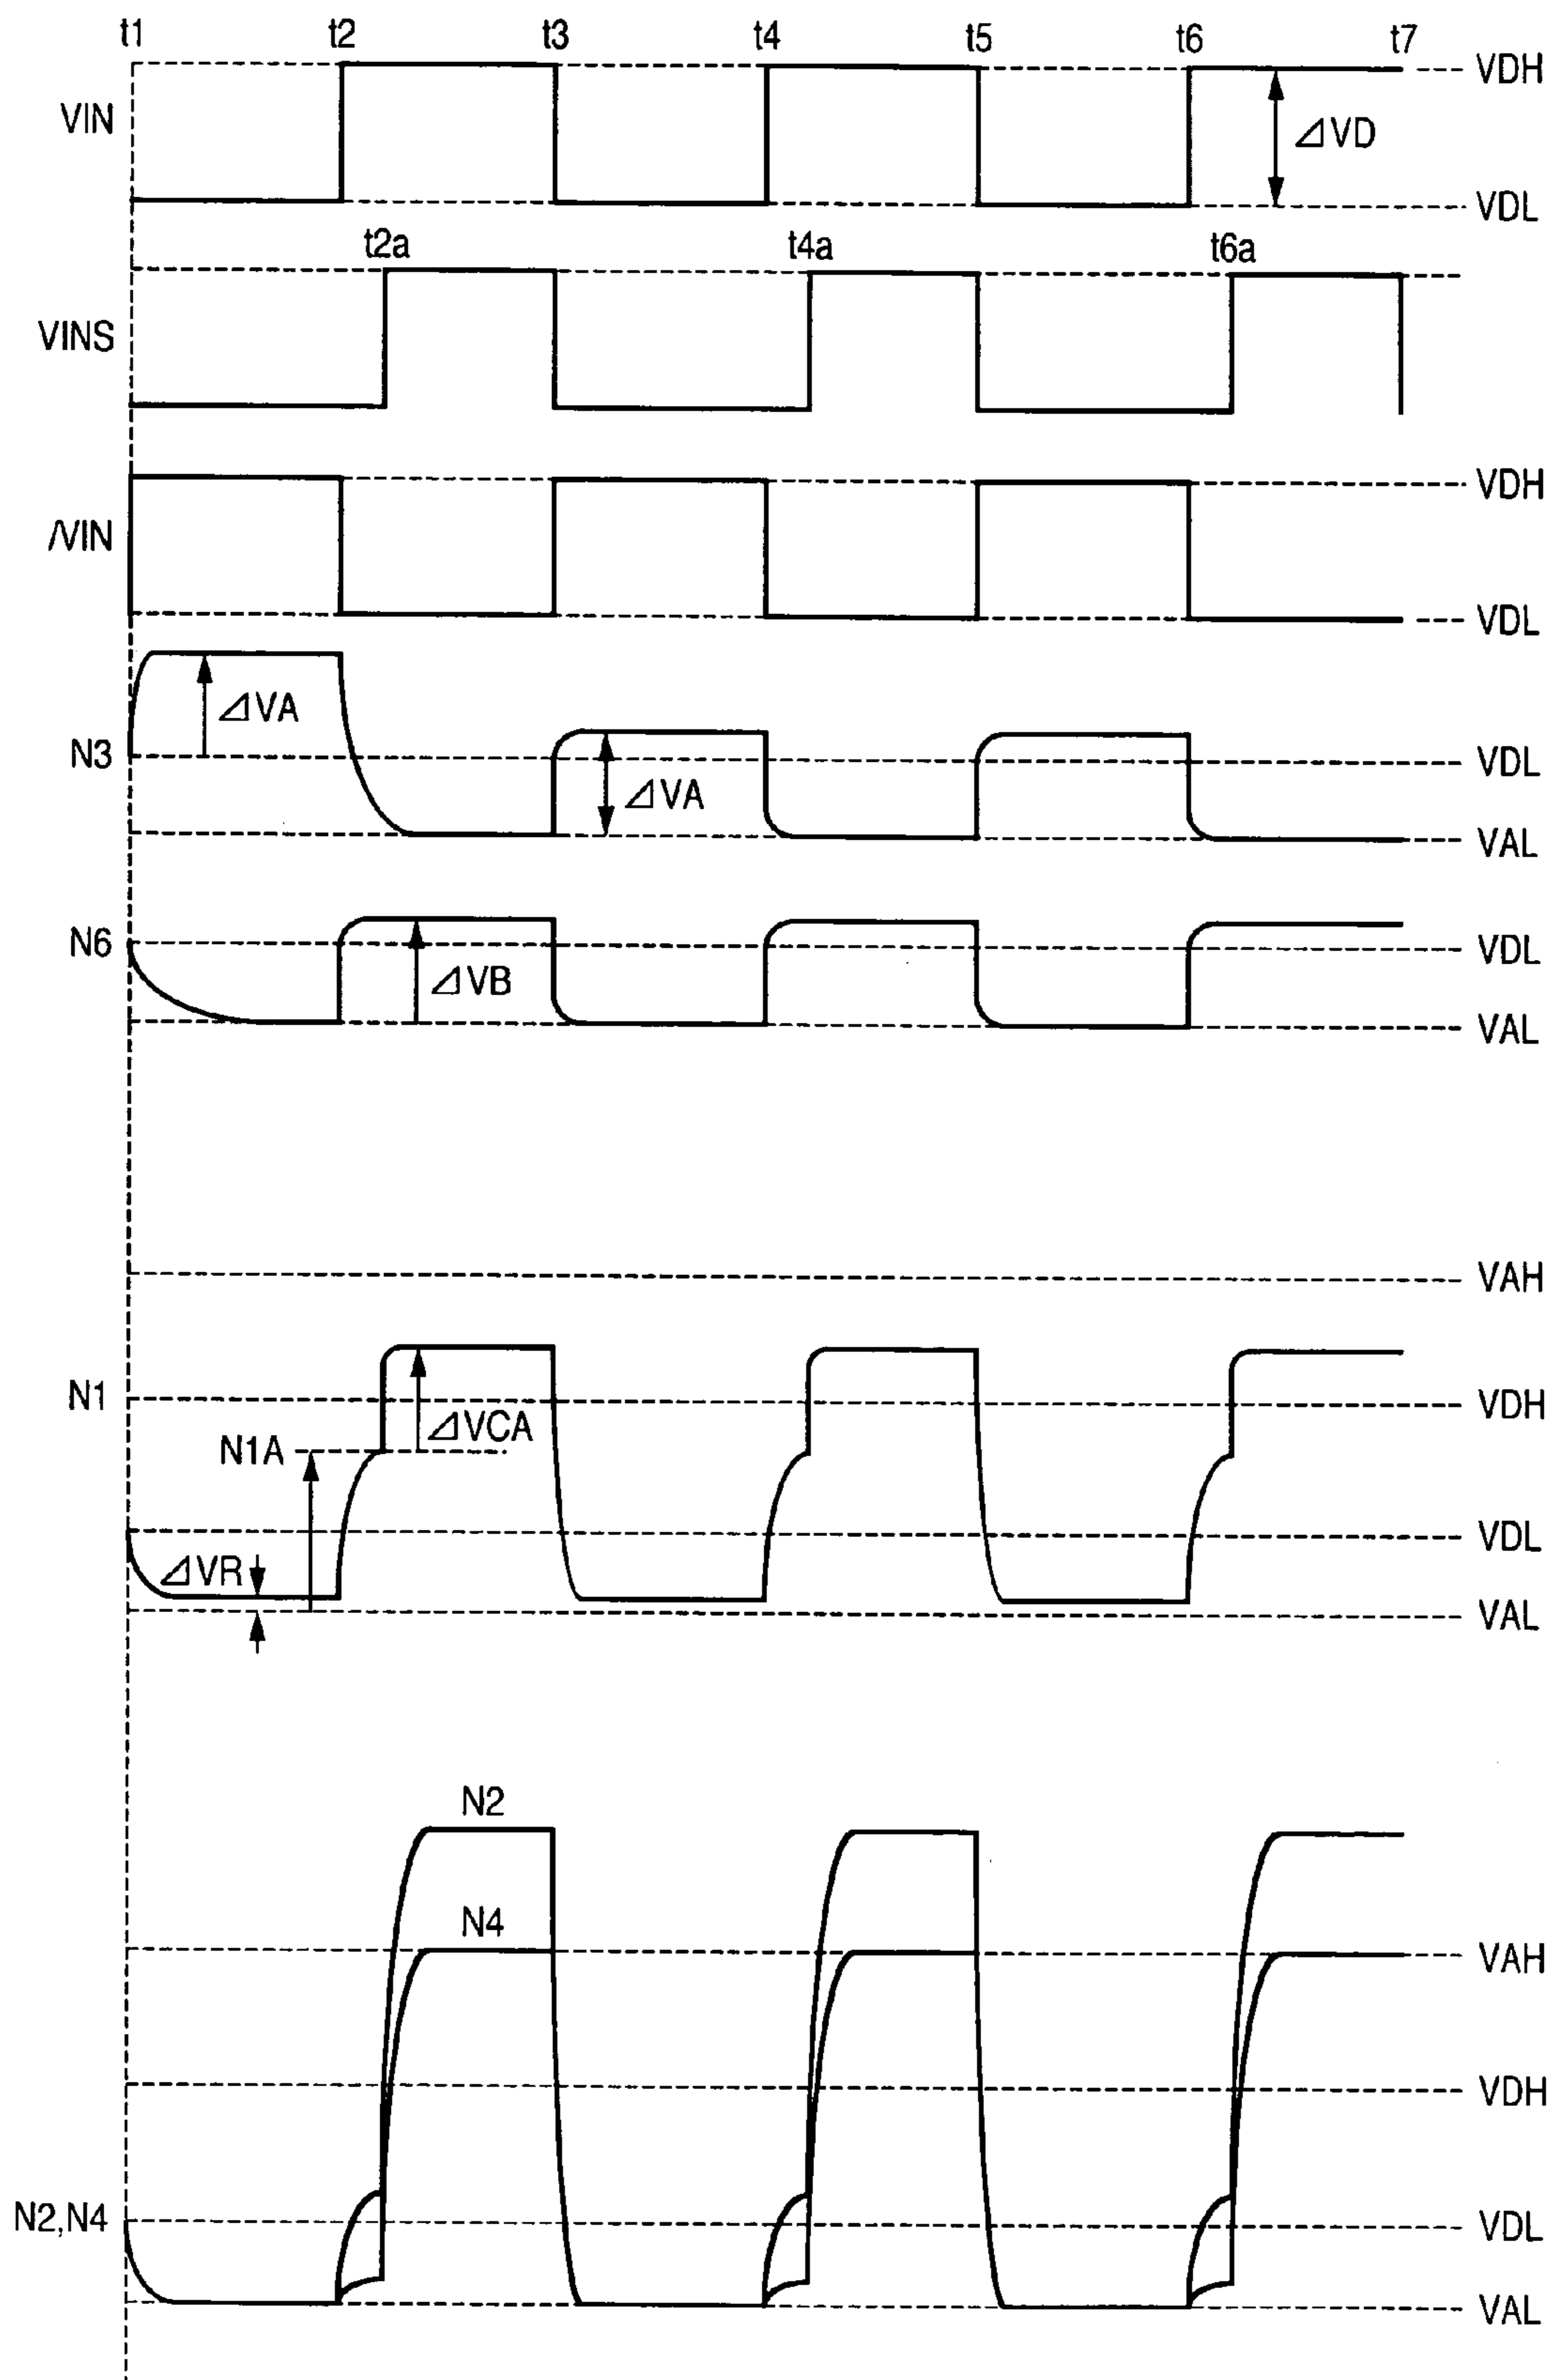 t1 t2 t3 t4 t5 t6 t7
VDH
VIN
⊿VD
VDL
t2a t4a t6a
VINS
VDH
/VIN
VDL
⊿VA
N3
VDL
⊿VA
VAL
N6
VDL
⊿VB
VAL
VAH
N1
VDH
⊿VCA
N1A
VDL
⊿VR
VAL
N2
N4
VAH
VDH
N2,N4
VDL
VAL